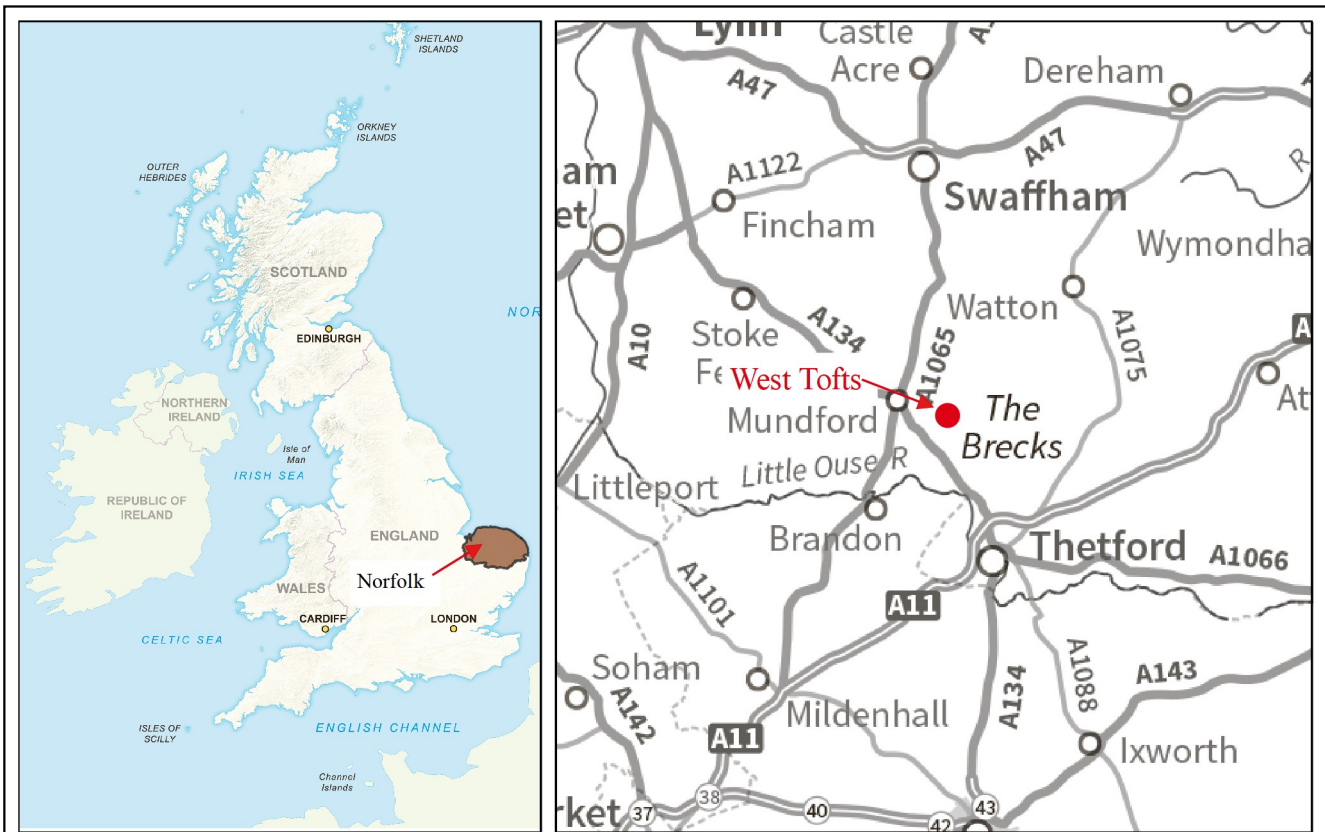 SHETLAND
ISLANDS
ORKNEY
ISLANDS
OUTER
HEBRIDES
SCOTLAND
NOR
EDINBURGH
NORTHERN
IRELAND
Isle of
Man
IRISH SEA
REPUBLIC OF
IRELAND
ENGLAND
Norfolk
WALES
CARDIFF
LONDON
CELTIC SEA
ISLES OF
SCILLY
ENGLISH CHANNEL
Channel
Islands
Lynn
Castle
Acre
Dereham
A47
A47
A1122
am
et
Swaffham
R
Fincham
Wymondha
Watton
A10
Stoke
Fe
A134
A1065
A1075
A
West Tofts
Mundford
The
Brecks
At
Little Ouse R
Littleport
Brandon
Thetford
A1066
A1101
A11
Soham
A134
A1088
A143
A142
Mildenhall
A11
Ixworth
rket
37
38
40
42
43